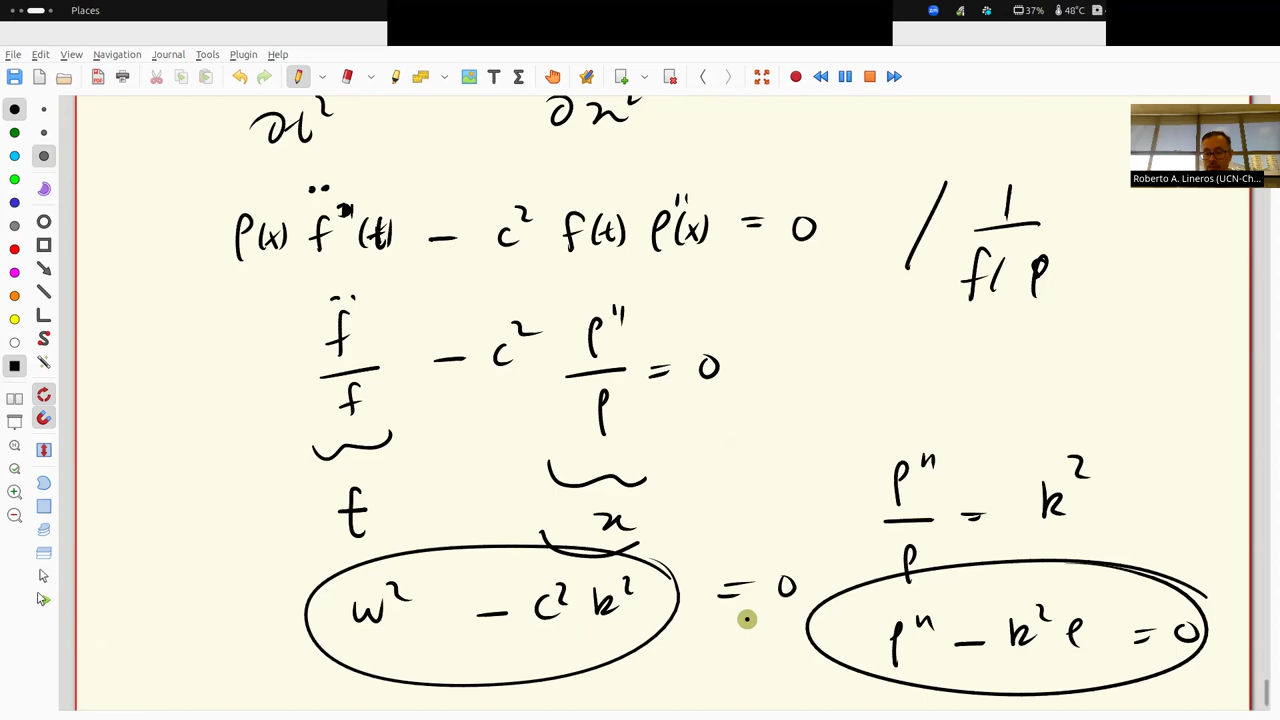 Places
37% 48°C
File Edit View Navigation Journal Tools Plugin Help
∂t² ∂x²
ρ(x) f̈(t) − c² f(t) ρ''(x) = 0 / 1/(f ρ)
f̈/f − c² ρ''/ρ = 0
t x
ρ''/ρ = k²
w² − c² k² = 0
ρ'' − k² ρ = 0
Roberto A. Lineros (UCN-Ch...